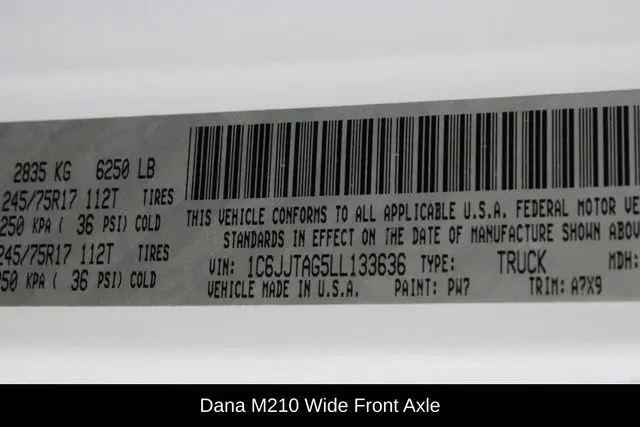 2835 KG 6250 LB
245/75R17 112T TIRES
250 KPA ( 36 PSI) COLD
245/75R17 112T TIRES
250 KPA ( 36 PSI) COLD
THIS VEHICLE CONFORMS TO ALL APPLICABLE U.S.A. FEDERAL MOTOR VE
STANDARDS IN EFFECT ON THE DATE OF MANUFACTURE SHOWN ABOV
VIN: 1C6JJTAG5LL133636 TYPE: TRUCK MDH:
VEHICLE MADE IN U.S.A. PAINT: PW7 TRIM: A7X9
Dana M210 Wide Front Axle